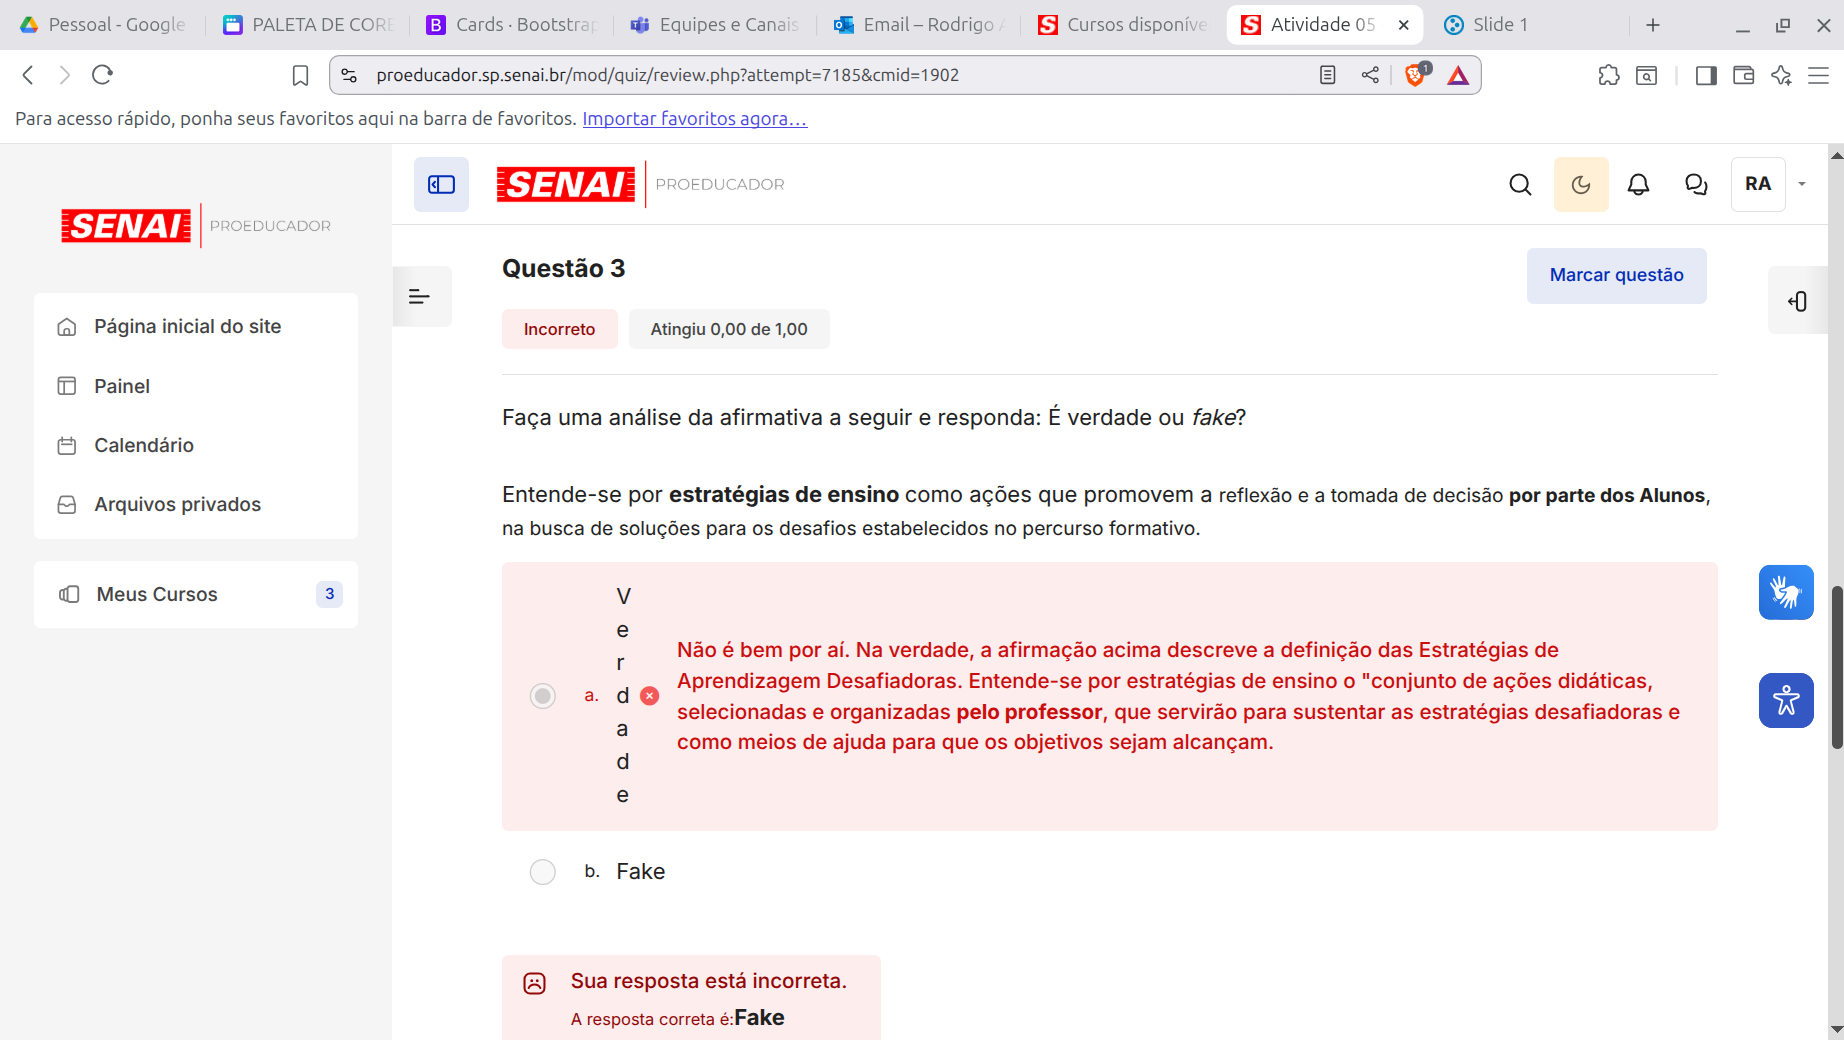 Pessoal - Google
PALETA DE CORE
Cards · Bootstrap
Equipes e Canais
Email – Rodrigo A
Cursos disponíve
Atividade 05
Slide 1
proeducador.sp.senai.br/mod/quiz/review.php?attempt=7185&cmid=1902
1
Para acesso rápido, ponha seus favoritos aqui na barra de favoritos. Importar favoritos agora...
SENAI PROEDUCADOR
RA
SENAI PROEDUCADOR
Página inicial do site
Painel
Calendário
Arquivos privados
Meus Cursos 3
Questão 3
Marcar questão
Incorreto Atingiu 0,00 de 1,00
Faça uma análise da afirmativa a seguir e responda: É verdade ou fake?
Entende-se por estratégias de ensino como ações que promovem a reflexão e a tomada de decisão por parte dos Alunos,
na busca de soluções para os desafios estabelecidos no percurso formativo.
a.
V
e
r
d
a
d
e
Não é bem por aí. Na verdade, a afirmação acima descreve a definição das Estratégias de
Aprendizagem Desafiadoras. Entende-se por estratégias de ensino o "conjunto de ações didáticas,
selecionadas e organizadas pelo professor, que servirão para sustentar as estratégias desafiadoras e
como meios de ajuda para que os objetivos sejam alcançam.
b. Fake
Sua resposta está incorreta.
A resposta correta é:Fake